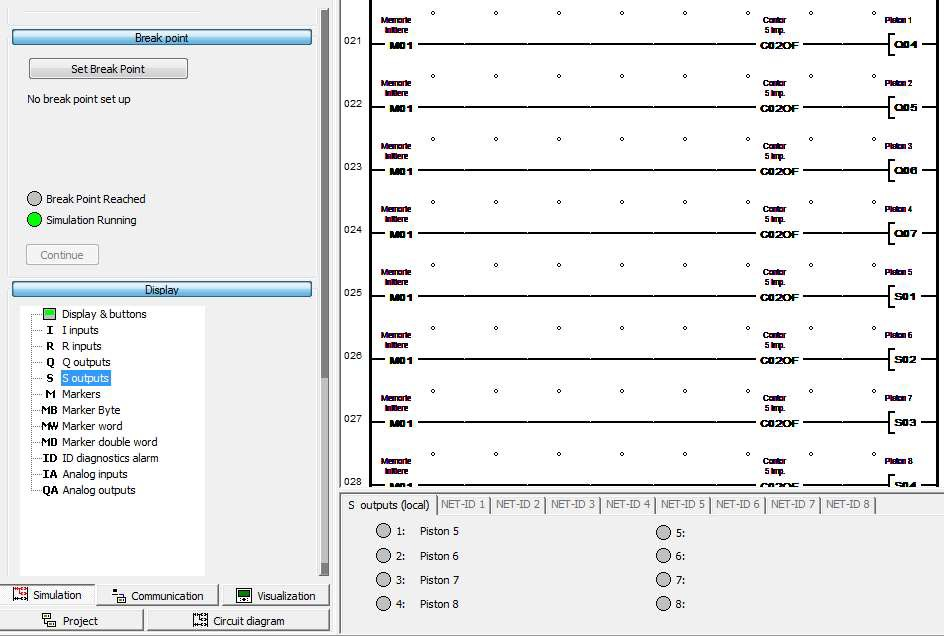 Break point
Set Break Point
No break point set up
Break Point Reached
Simulation Running
Continue
Display
Display & buttons
I I inputs
R R inputs
Q Q outputs
S S outputs
M Markers
MB Marker Byte
MW Marker word
MD Marker double word
ID ID diagnostics alarm
IA Analog inputs
QA Analog outputs
Simulation Communication Visualization
Project Circuit diagram
Memorie Contor Piston 1
Initiere 5 Imp.
021 M01 C02OF Q04
Memorie Contor Piston 2
Initiere 5 Imp.
022 M01 C02OF Q05
Memorie Contor Piston 3
Initiere 5 Imp.
023 M01 C02OF Q06
Memorie Contor Piston 4
Initiere 5 Imp.
024 M01 C02OF Q07
Memorie Contor Piston 5
Initiere 5 Imp.
025 M01 C02OF S01
Memorie Contor Piston 6
Initiere 5 Imp.
026 M01 C02OF S02
Memorie Contor Piston 7
Initiere 5 Imp.
027 M01 C02OF S03
Memorie Contor Piston 8
Initiere 5 Imp.
028 M01 C02OF S04
S outputs (local) NET-ID 1 NET-ID 2 NET-ID 3 NET-ID 4 NET-ID 5 NET-ID 6 NET-ID 7 NET-ID 8
1: Piston 5 5:
2: Piston 6 6:
3: Piston 7 7:
4: Piston 8 8: